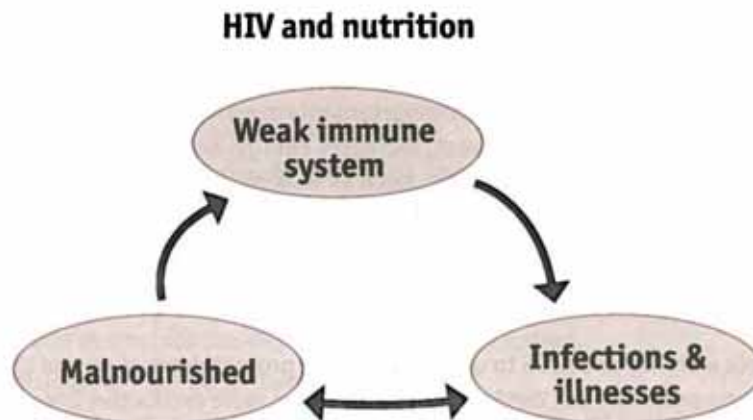 HIV and nutrition
Weak immune
system
Malnourished
Infections &
illnesses